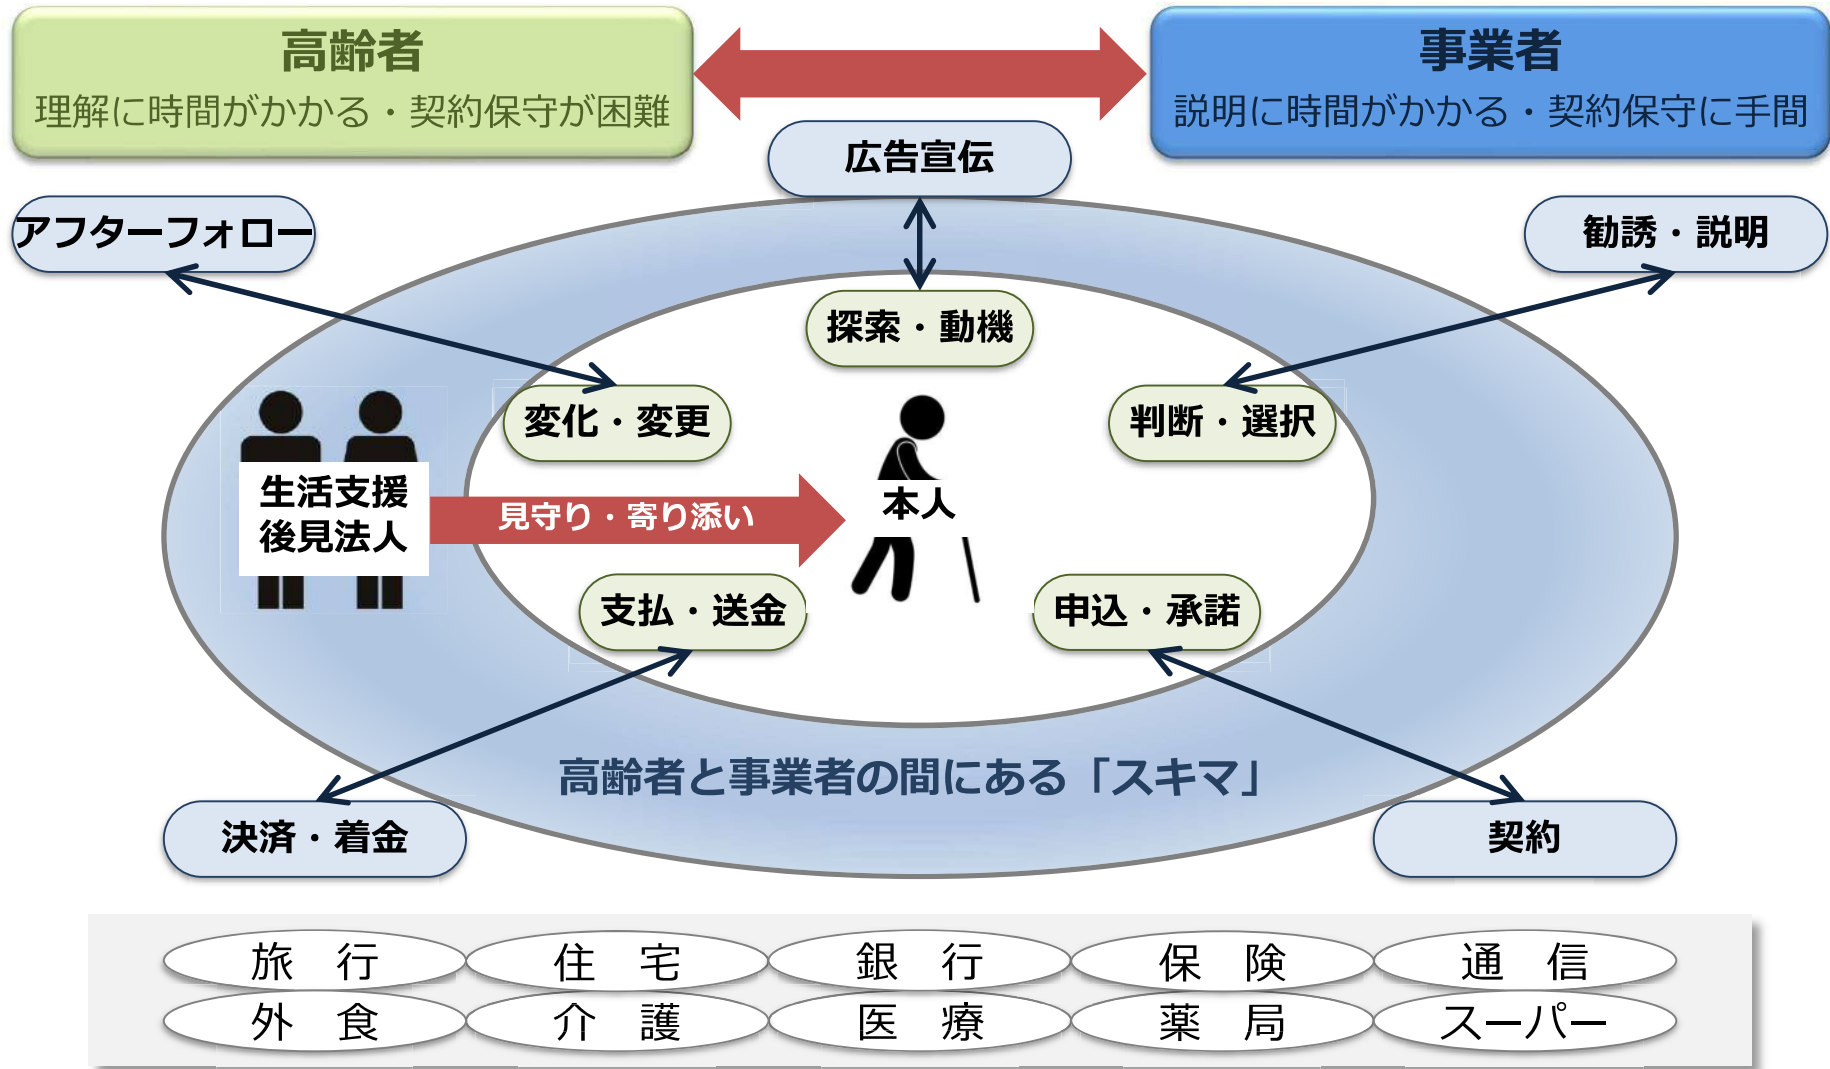 高齢者
理解に時間がかかる・契約保守が困難
事業者
説明に時間がかかる・契約保守に手間
広告宣伝
アフターフォロー
勧誘・説明
探索・動機
変化・変更
判断・選択
生活支援
後見法人
見守り・寄り添い
本人
支払・送金
申込・承諾
高齢者と事業者の間にある「スキマ」
決済・着金
契約
旅　行
住　宅
銀　行
保　険
通　信
外　食
介　護
医　療
薬　局
スーパー